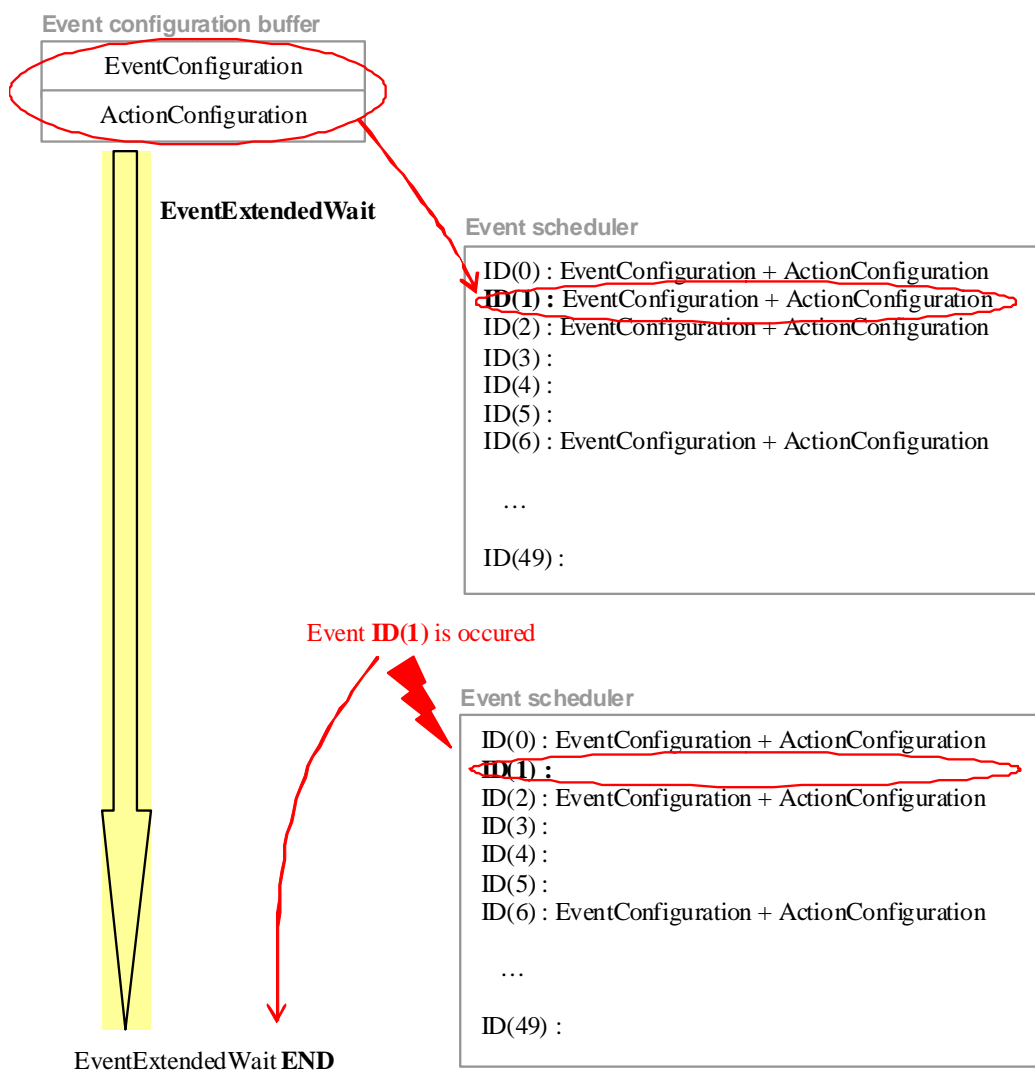 Event configuration buffer
EventConfiguration
ActionConfiguration
EventExtendedWait
Event scheduler
ID(0) : EventConfiguration + ActionConfiguration
ID(1) : EventConfiguration + ActionConfiguration
ID(2) : EventConfiguration + ActionConfiguration
ID(3) :
ID(4) :
ID(5) :
ID(6) : EventConfiguration + ActionConfiguration
…
ID(49) :
Event ID(1) is occured
Event scheduler
ID(0) : EventConfiguration + ActionConfiguration
ID(1) :
ID(2) : EventConfiguration + ActionConfiguration
ID(3) :
ID(4) :
ID(5) :
ID(6) : EventConfiguration + ActionConfiguration
…
ID(49) :
EventExtendedWait END